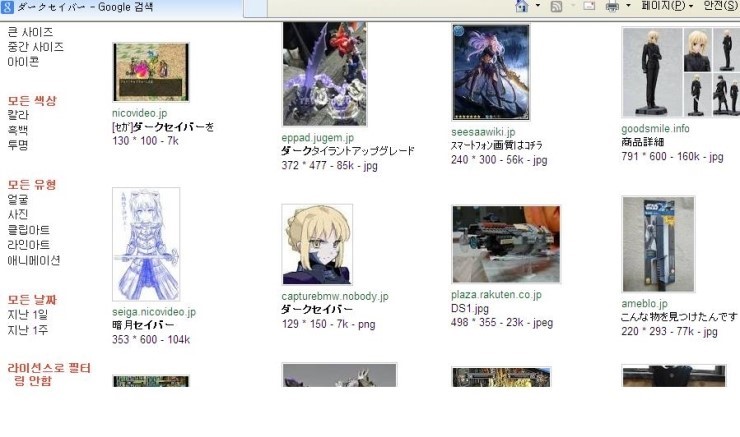 ダークセイバー - Google 검색
페이지(P)
안전(S)
큰 사이즈
중간 사이즈
아이콘
모든 색상
칼라
흑백
투명
모든 유형
얼굴
사진
클립아트
라인아트
애니메이션
모든 날짜
지난 1일
지난 1주
라이선스로 필터
링 안함
nicovideo.jp
[ｾｶﾞ]ダークセイバーを
130 * 100 - 7k
eppad.jugem.jp
ダークタイラントアップグレード
372 * 477 - 85k - jpg
seesaawiki.jp
ｽﾏｰﾄフォン画質はコチラ
240 * 300 - 56k - jpg
goodsmile.info
商品詳細
791 * 600 - 160k - jpg
seiga.nicovideo.jp
暗月セイバー
353 * 600 - 104k
capturebmw.nobody.jp
ダークセイバー
129 * 150 - 7k - png
plaza.rakuten.co.jp
DS1.jpg
498 * 355 - 23k - jpeg
ameblo.jp
こんな物を見つけたんです
220 * 293 - 77k - jpg